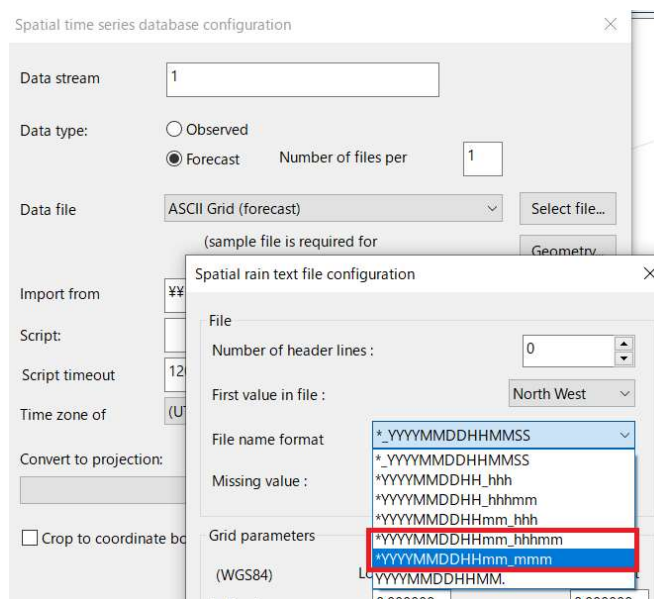 Spatial time series database configuration
Data stream
1
Data type:
Observed
Forecast
Number of files per
1
Data file
ASCII Grid (forecast)
Select file...
(sample file is required for
Geometry..
Spatial rain text file configuration
Import from
¥¥
File
Script:
Number of header lines :
0
Script timeout
First value in file :
North West
Time zone of
File name format
*_YYYYMMDDHHMMSS
Convert to projection:
*_YYYYMMDDHHMMSS
Missing value :
*YYYYMMDDHH_hhh
*YYYYMMDDHH_hhhmm
*YYYYMMDDHHmm_hhh
Crop to coordinate
Grid parameters
*YYYYMMDDHHmm_hhhmm
*YYYYMMDDHHmm_mmm
(WGS84)
YYYYMMDDHHMM.